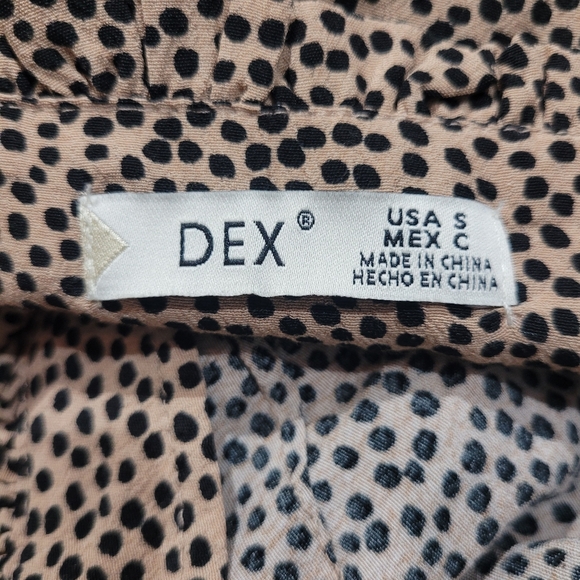 DEX ®
USA S
MEX C
MADE IN CHINA
HECHO EN CHINA